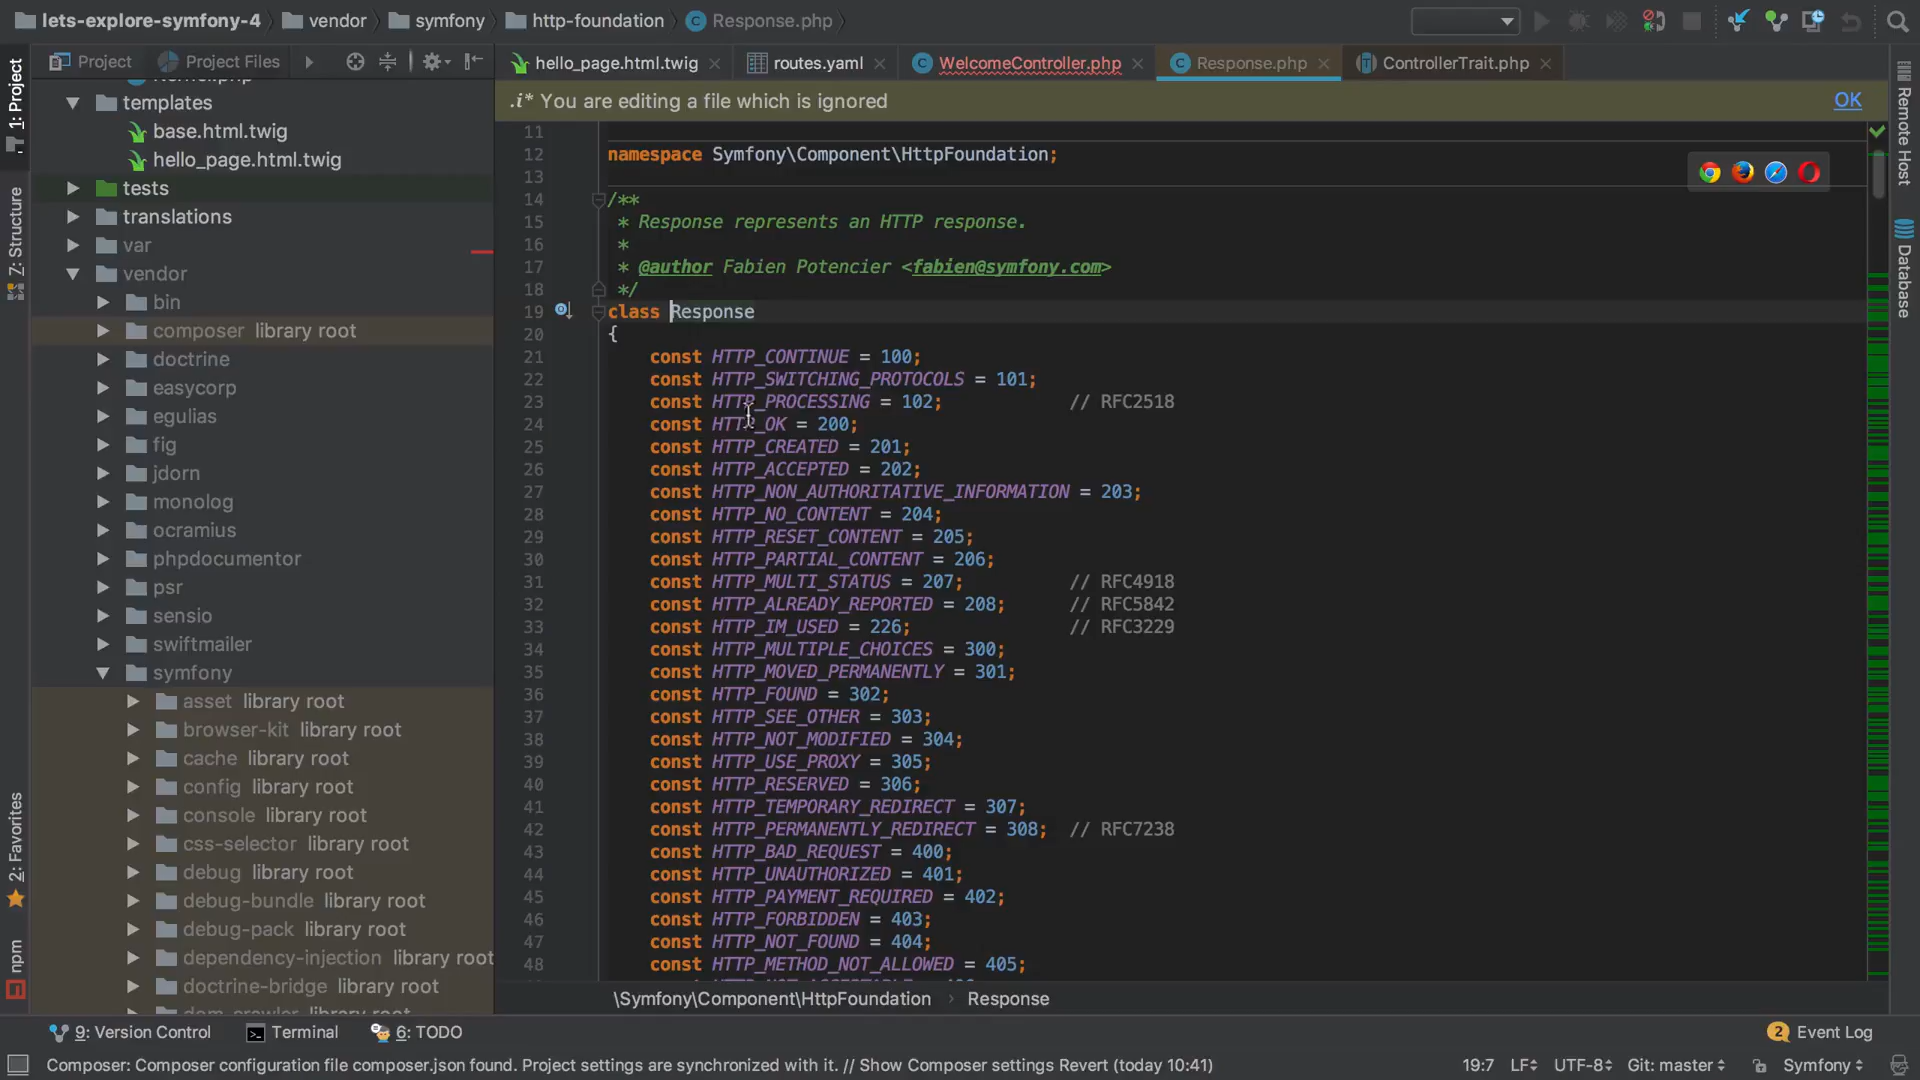 lets-explore-symfony-4 vendor symfony http-foundation Response.php
Project Project Files
hello_page.html.twig routes.yaml WelcomeController.php Response.php ControllerTrait.php
.i* You are editing a file which is ignored OK
1: Project
7: Structure
2: Favorites
npm
templates
base.html.twig
hello_page.html.twig
tests
translations
var
vendor
bin
composer library root
doctrine
easycorp
egulias
fig
jdorn
monolog
ocramius
phpdocumentor
psr
sensio
swiftmailer
symfony
asset library root
browser-kit library root
cache library root
config library root
console library root
css-selector library root
debug library root
debug-bundle library root
debug-pack library root
dependency-injection library root
doctrine-bridge library root
11
12 namespace Symfony\Component\HttpFoundation;
13
14 /**
15 * Response represents an HTTP response.
16 *
17 * @author Fabien Potencier <fabien@symfony.com>
18 */
19 class Response
20 {
21 const HTTP_CONTINUE = 100;
22 const HTTP_SWITCHING_PROTOCOLS = 101;
23 const HTTP_PROCESSING = 102; // RFC2518
24 const HTTP_OK = 200;
25 const HTTP_CREATED = 201;
26 const HTTP_ACCEPTED = 202;
27 const HTTP_NON_AUTHORITATIVE_INFORMATION = 203;
28 const HTTP_NO_CONTENT = 204;
29 const HTTP_RESET_CONTENT = 205;
30 const HTTP_PARTIAL_CONTENT = 206;
31 const HTTP_MULTI_STATUS = 207; // RFC4918
32 const HTTP_ALREADY_REPORTED = 208; // RFC5842
33 const HTTP_IM_USED = 226; // RFC3229
34 const HTTP_MULTIPLE_CHOICES = 300;
35 const HTTP_MOVED_PERMANENTLY = 301;
36 const HTTP_FOUND = 302;
37 const HTTP_SEE_OTHER = 303;
38 const HTTP_NOT_MODIFIED = 304;
39 const HTTP_USE_PROXY = 305;
40 const HTTP_RESERVED = 306;
41 const HTTP_TEMPORARY_REDIRECT = 307;
42 const HTTP_PERMANENTLY_REDIRECT = 308; // RFC7238
43 const HTTP_BAD_REQUEST = 400;
44 const HTTP_UNAUTHORIZED = 401;
45 const HTTP_PAYMENT_REQUIRED = 402;
46 const HTTP_FORBIDDEN = 403;
47 const HTTP_NOT_FOUND = 404;
48 const HTTP_METHOD_NOT_ALLOWED = 405;
\Symfony\Component\HttpFoundation › Response
Remote Host
Database
9: Version Control Terminal 6: TODO 2 Event Log
Composer: Composer configuration file composer.json found. Project settings are synchronized with it. // Show Composer settings Revert (today 10:41) 19:7 LF UTF-8 Git: master Symfony